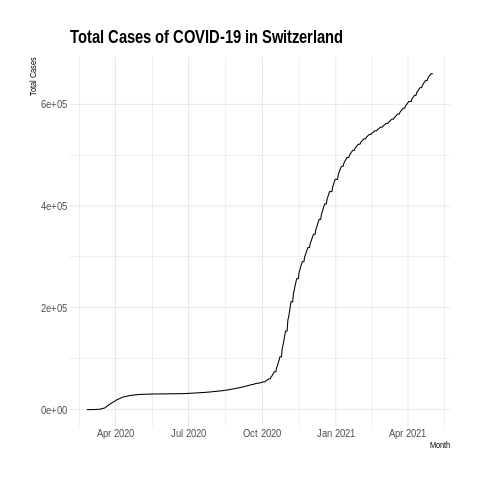 Total Cases of COVID-19 in Switzerland
Total Cases
6e+05
4e+05
2e+05
0e+00
Apr 2020 Jul 2020 Oct 2020 Jan 2021 Apr 2021
Month